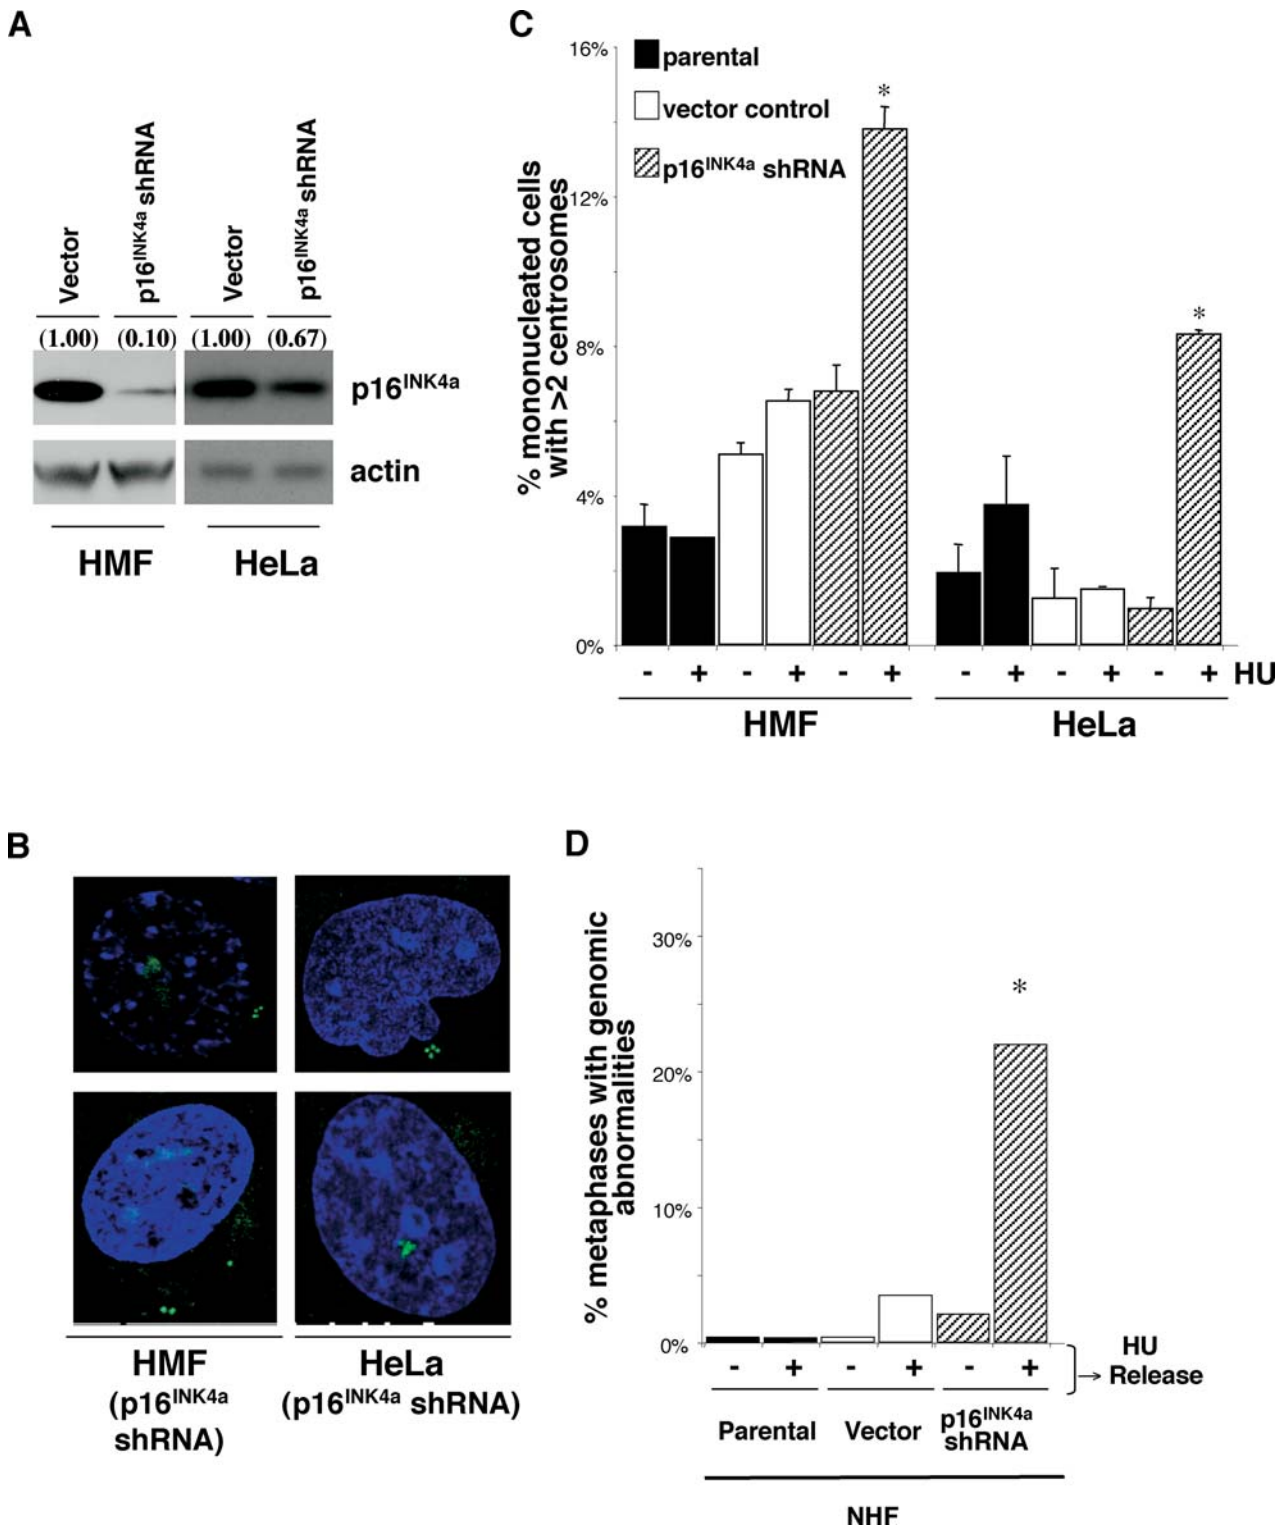 A
Vector
p16INK4a shRNA
Vector
p16INK4a shRNA
(1.00) (0.10) (1.00) (0.67)
p16INK4a
actin
HMF HeLa
C
16%
12%
8%
4%
0%
% mononucleated cells
with >2 centrosomes
parental
vector control
p16INK4a shRNA
*
*
- + - + - + - + - + - + HU
HMF HeLa
B
HMF
(p16INK4a
shRNA)
HeLa
(p16INK4a shRNA)
D
30%
20%
10%
0%
% metaphases with genomic
abnormalities
*
- + - + - +
HU
→ Release
Parental Vector p16INK4a
shRNA
NHF